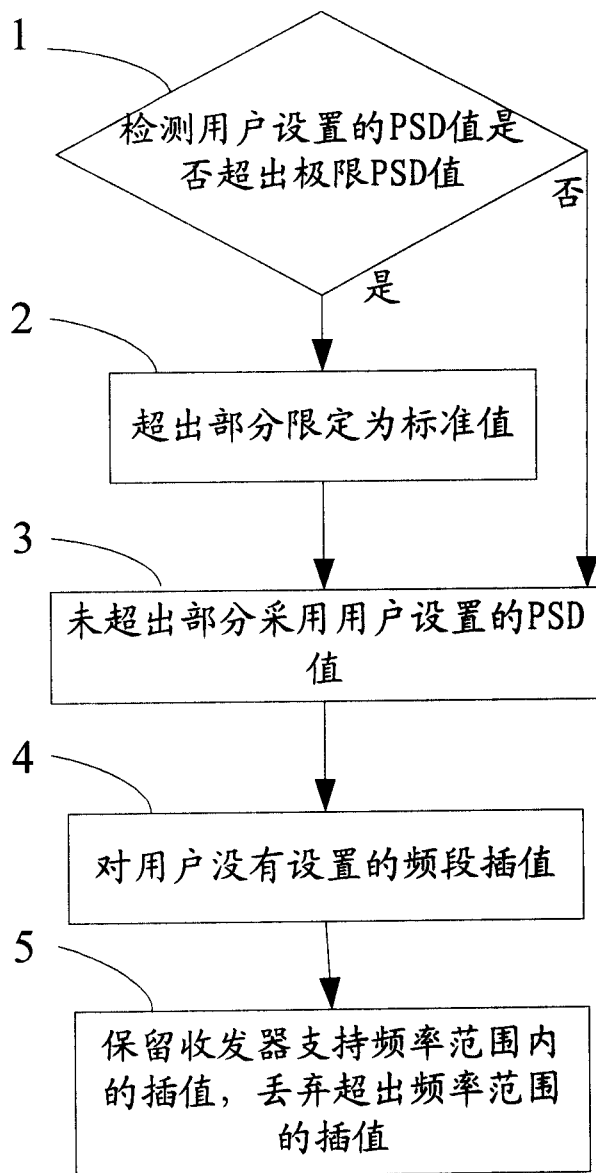 1
检测用户设置的PSD值是
否超出极限PSD值
否
是
2
超出部分限定为标准值
3
未超出部分采用用户设置的PSD
值
4
对用户没有设置的频段插值
5
保留收发器支持频率范围内
的插值，丢弃超出频率范围
的插值